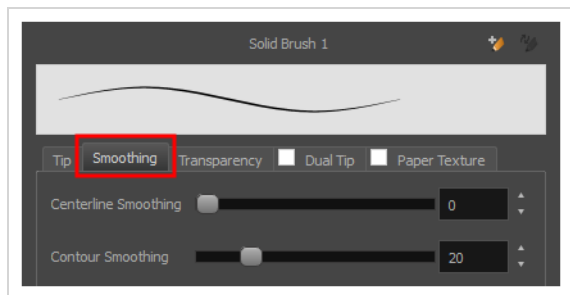 Solid Brush 1
Tip Smoothing Transparency Dual Tip Paper Texture
Centerline Smoothing 0
Contour Smoothing 20